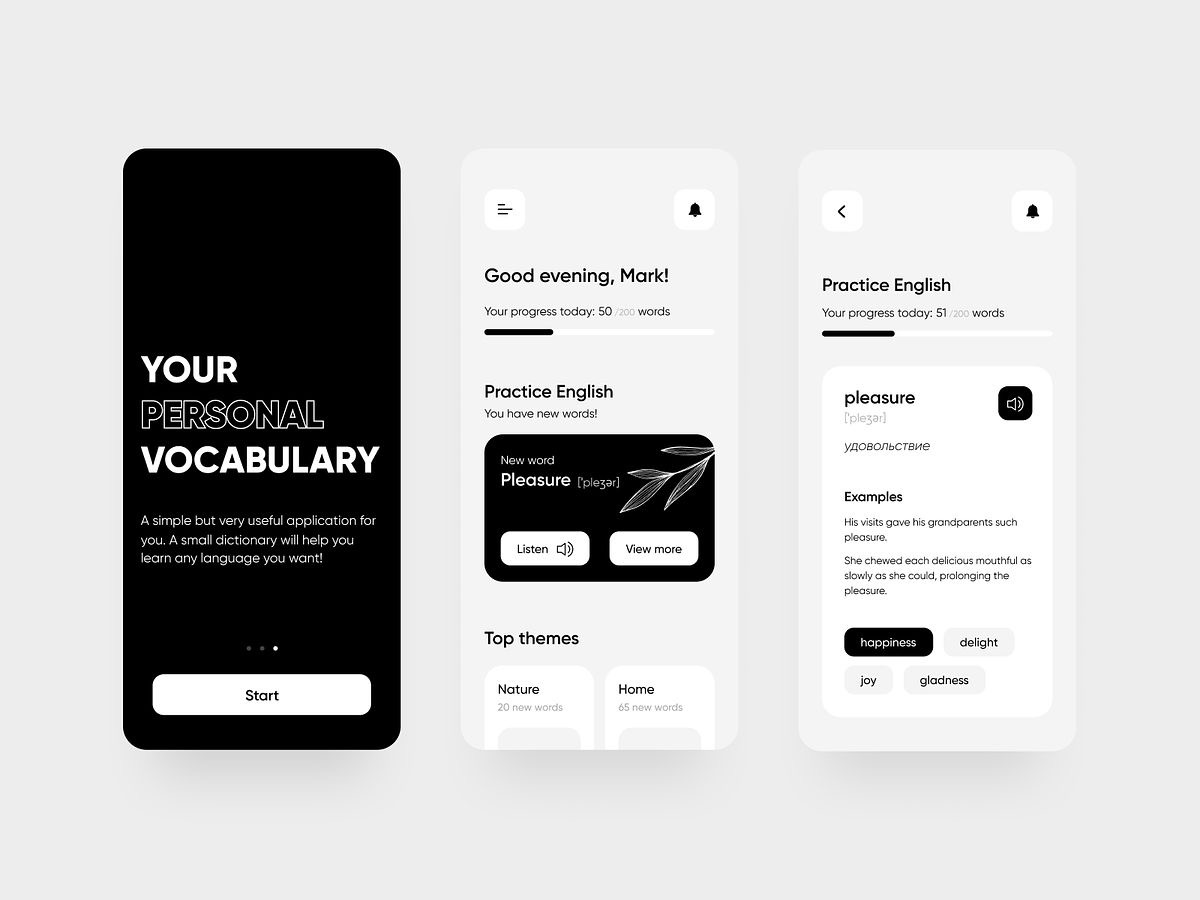 YOUR
PERSONAL
VOCABULARY
A simple but very useful application for
you. A small dictionary will help you
learn any language you want!
Start
Good evening, Mark!
Your progress today: 50 /200 words
Practice English
You have new words!
New word
Pleasure ['pleʒər]
Listen
View more
Top themes
Nature
20 new words
Home
65 new words
Practice English
Your progress today: 51 /200 words
pleasure
['pleʒər]
удовольствие
Examples
His visits gave his grandparents such
pleasure.
She chewed each delicious mouthful as
slowly as she could, prolonging the
pleasure.
happiness
delight
joy
gladness